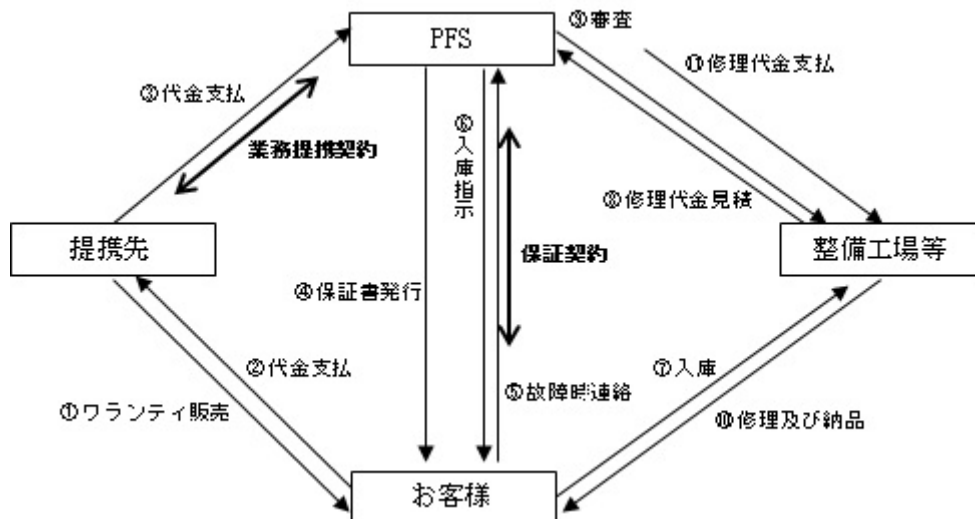 PFS
⑨審査
⑪修理代金支払
③代金支払
業務提携契約
⑥入庫指示
⑧修理代金見積
提携先
保証契約
整備工場等
④保証書発行
②代金支払
⑦入庫
⑤故障時連絡
①ワランティ販売
⑩修理及び納品
お客様